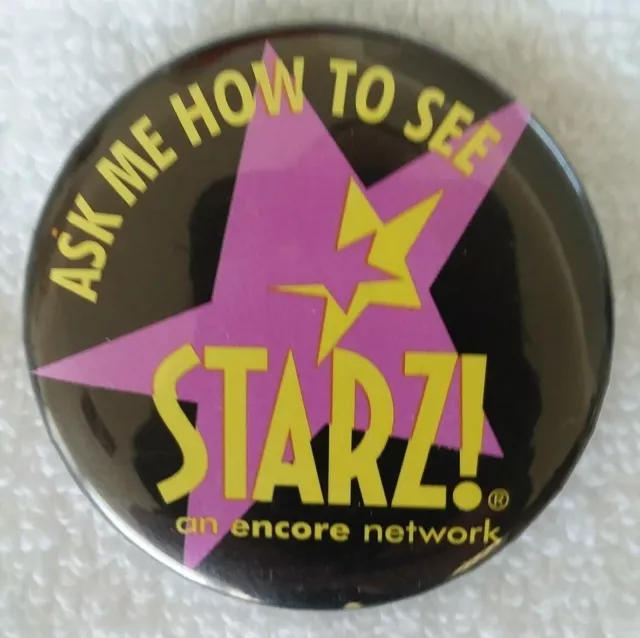 ASK ME HOW TO SEE
STARZ!®
an encore network